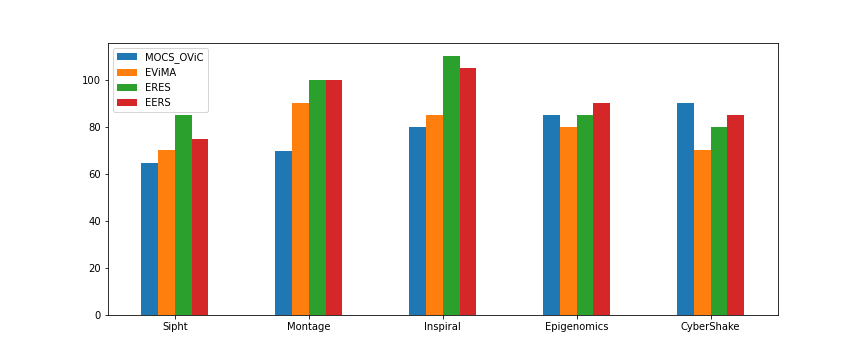 MOCS_OViC
EViMA
ERES
EERS
100
80
60
40
20
0
Sipht Montage Inspiral Epigenomics CyberShake